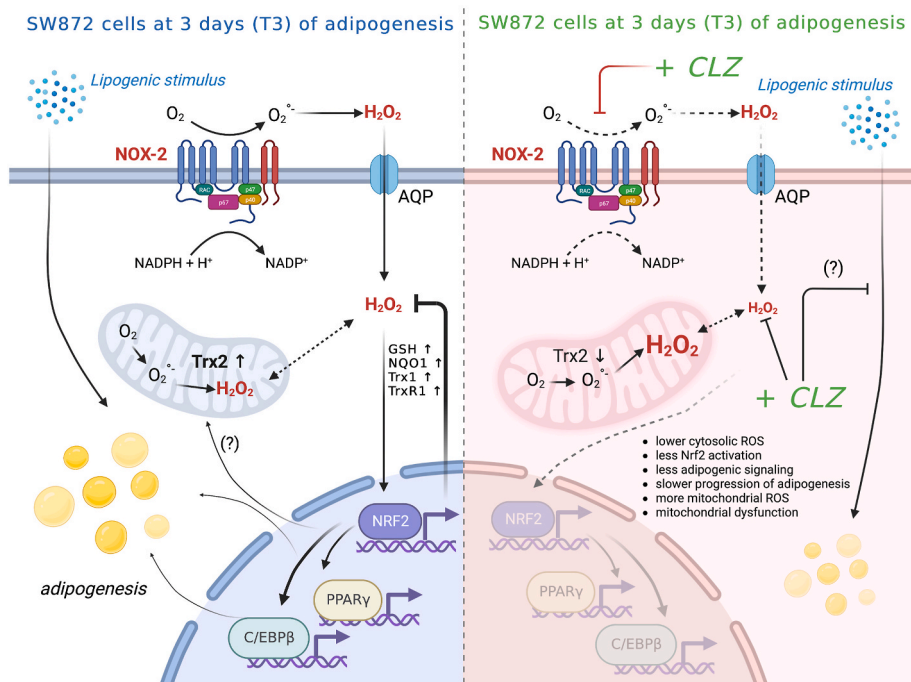 SW872 cells at 3 days (T3) of adipogenesis
Lipogenic stimulus
O₂
O₂°⁻
H₂O₂
NOX-2
RAC
p47
p67
p40
AQP
NADPH + H⁺
NADP⁺
H₂O₂
O₂
Trx2 ↑
O₂°⁻
H₂O₂
GSH ↑
NQO1 ↑
Trx1 ↑
TrxR1 ↑
(?)
NRF2
adipogenesis
PPARγ
C/EBPβ
SW872 cells at 3 days (T3) of adipogenesis
+ CLZ
Lipogenic stimulus
O₂
O₂°⁻
H₂O₂
NOX-2
RAC
p47
p67
p40
AQP
NADPH + H⁺
NADP⁺
(?)
H₂O₂
Trx2 ↓
H₂O₂
O₂
O₂°⁻
+ CLZ
• lower cytosolic ROS
• less Nrf2 activation
• less adipogenic signaling
• slower progression of adipogenesis
• more mitochondrial ROS
• mitochondrial dysfunction
NRF2
PPARγ
C/EBPβ